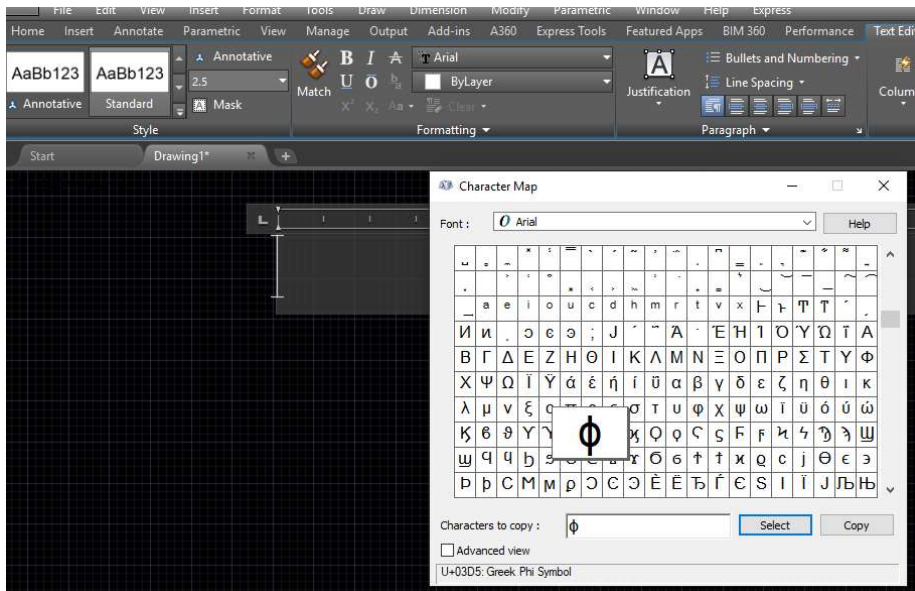 File Edit View Insert Format Tools Draw Dimension Modify Parametric Window Help Express
Home Insert Annotate Parametric View Manage Output Add-ins A360 Express Tools Featured Apps BIM 360 Performance Text Edi
AaBb123 AaBb123 Annotative B I A Arial Bullets and Numbering
2.5 Match U O ByLayer Justification Line Spacing Colum
Annotative Standard Mask Clear
Style Formatting Paragraph
Start Drawing1* +
Character Map
Font : O Arial Help
a e i o u c d h m r t v x
Β Γ Δ Ε Ζ Η Θ Ι Κ Λ Μ Ν Ξ Ο Π Ρ Σ Τ Υ Φ
Χ Ψ Ω Ϊ Ϋ ά έ ή ί ΰ α β γ δ ε ζ η θ ι κ
λ μ ν ξ σ τ υ φ χ ψ ω ϊ ϋ ό ύ ώ
ϕ
Characters to copy : ϕ Select Copy
Advanced view
U+03D5: Greek Phi Symbol